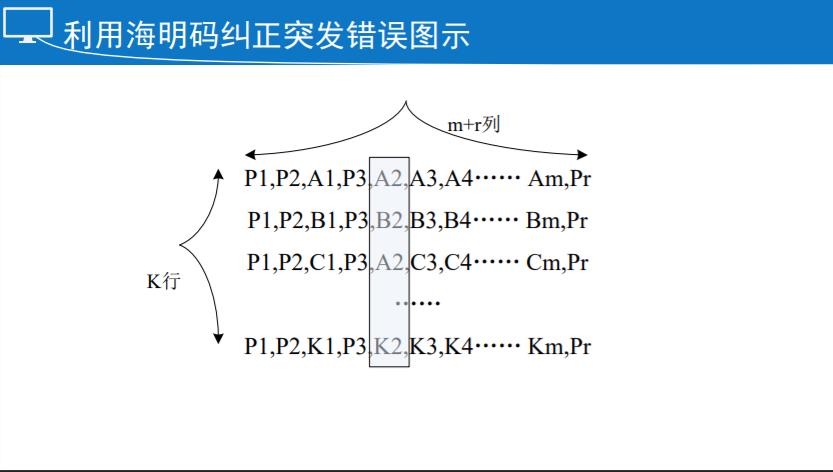 利用海明码纠正突发错误图示
m+r列
P1,P2,A1,P3,A2,A3,A4…… Am,Pr
P1,P2,B1,P3,B2,B3,B4…… Bm,Pr
P1,P2,C1,P3,A2,C3,C4…… Cm,Pr
K行
……
P1,P2,K1,P3,K2,K3,K4…… Km,Pr